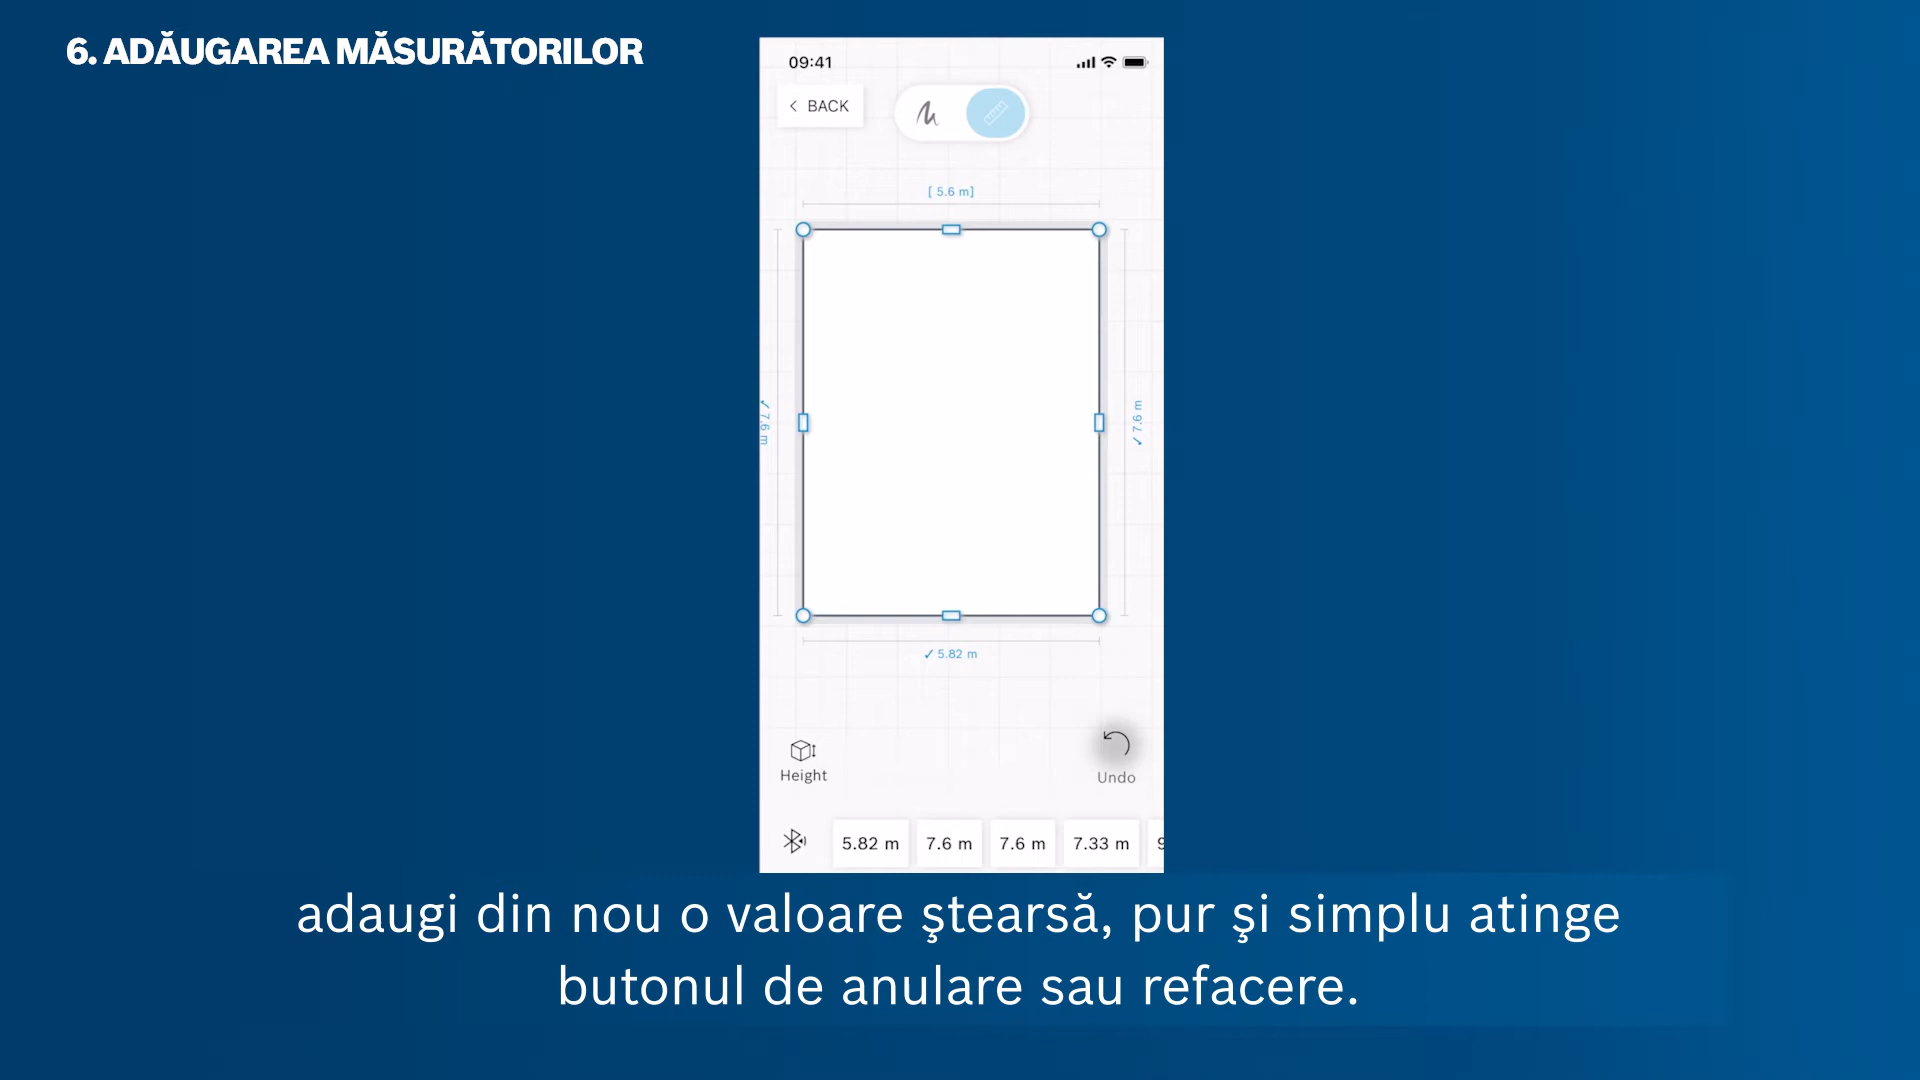 6. ADĂUGAREA MĂSURĂTORILOR
09:41
BACK
[ 5.6 m]
✓ 7.6 m
✓ 7.6 m
✓ 5.82 m
Height
Undo
5.82 m 7.6 m 7.6 m 7.33 m
adaugi din nou o valoare ştearsă, pur şi simplu atinge
butonul de anulare sau refacere.